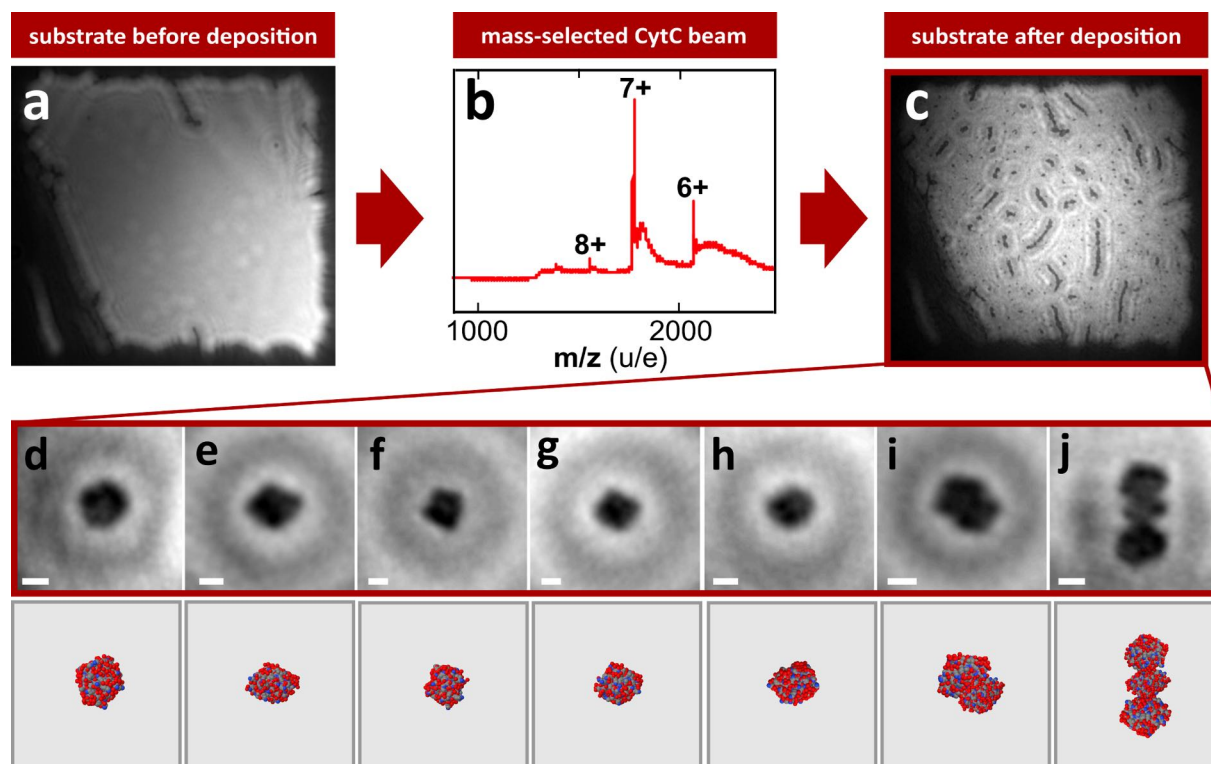 substrate before deposition
mass-selected CytC beam
substrate after deposition
a
b
7+
6+
8+
1000
2000
m/z (u/e)
c
d
e
f
g
h
i
j